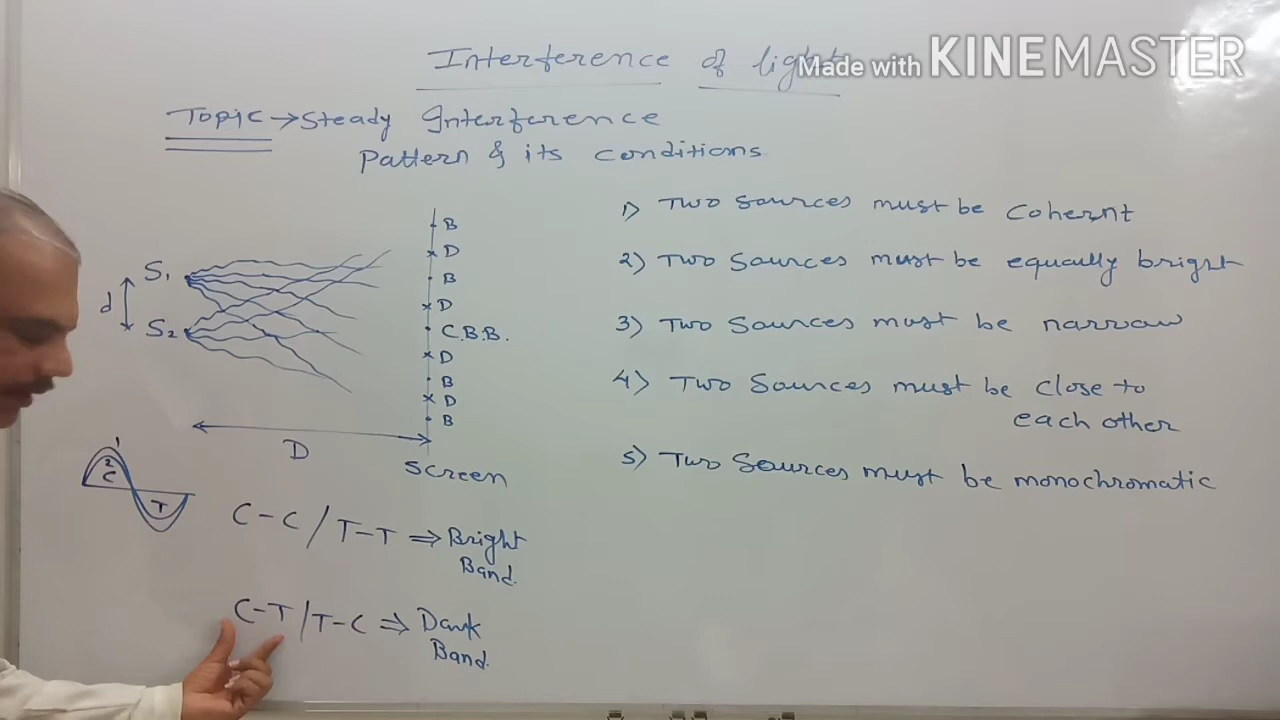 Interference of light
Made with KINEMASTER
Topic → Steady Interference
Pattern & its conditions
1) Two sources must be coherent
2) Two sources must be equally bright
3) Two sources must be narrow
4) Two sources must be close to
each other
5) Two sources must be monochromatic
S1
S2
d
B
D
B
D
C.B.B.
D
B
D
B
D
Screen
1
2
C
T
C-C / T-T ⇒ Bright
Band.
C-T / T-C ⇒ Dark
Band.